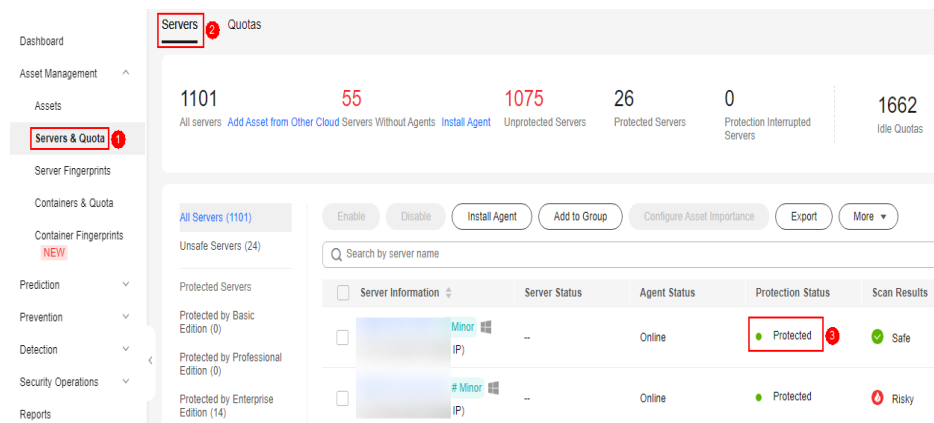 Dashboard
Asset Management
Assets
Servers & Quota 1
Server Fingerprints
Containers & Quota
Container Fingerprints
NEW
Prediction
Prevention
Detection
Security Operations
Reports
Servers 2 Quotas
1101 55 1075 26 0 1662
All servers Add Asset from Other Cloud Servers Without Agents Install Agent Unprotected Servers Protected Servers Protection Interrupted
Servers
Idle Quotas
All Servers (1101)
Unsafe Servers (24)
Protected Servers
Protected by Basic
Edition (0)
Protected by Professional
Edition (0)
Protected by Enterprise
Edition (14)
Enable Disable Install Agent Add to Group Configure Asset Importance Export More
Search by server name
Server Information Server Status Agent Status Protection Status Scan Results
Minor
IP)
-- Online Protected 3 Safe
# Minor
IP)
-- Online Protected Risky